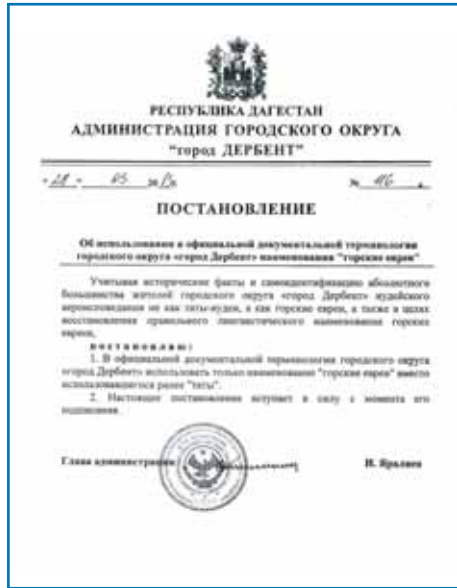 РЕСПУБЛИКА ДАГЕСТАН
АДМИНИСТРАЦИЯ ГОРОДСКОГО ОКРУГА
"город ДЕРБЕНТ"
№
ПОСТАНОВЛЕНИЕ
Об использовании в официальной документальной терминологии
городского округа «город Дербент» наименования "горские евреи"
Учитывая исторические факты и самоидентификацию абсолютного
большинства жителей городского округа «город Дербент» иудейского
вероисповедания не как таты-иудеи, а как горские евреи, а также в целях
восстановления правильного лингвистического наименования горских
евреев,
постановляю:
1. В официальной документальной терминологии городского округа
«город Дербент» использовать только наименование "горские евреи" вместо
использовавшегося ранее "таты".
2. Настоящее постановление вступает в силу с момента его
подписания.
Глава администрации
И. Яралиев